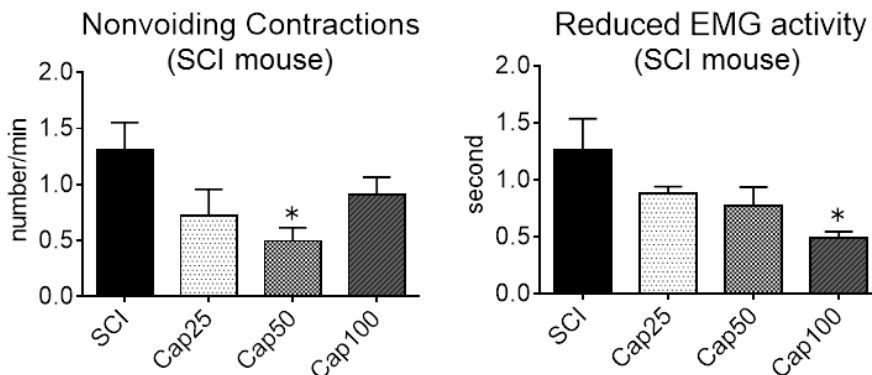 Nonvoiding Contractions
(SCI mouse)
number/min
2.0
1.5
1.0
0.5
0.0
*
SCI
Cap25
Cap50
Cap100
Reduced EMG activity
(SCI mouse)
second
2.0
1.5
1.0
0.5
0.0
*
SCI
Cap25
Cap50
Cap100